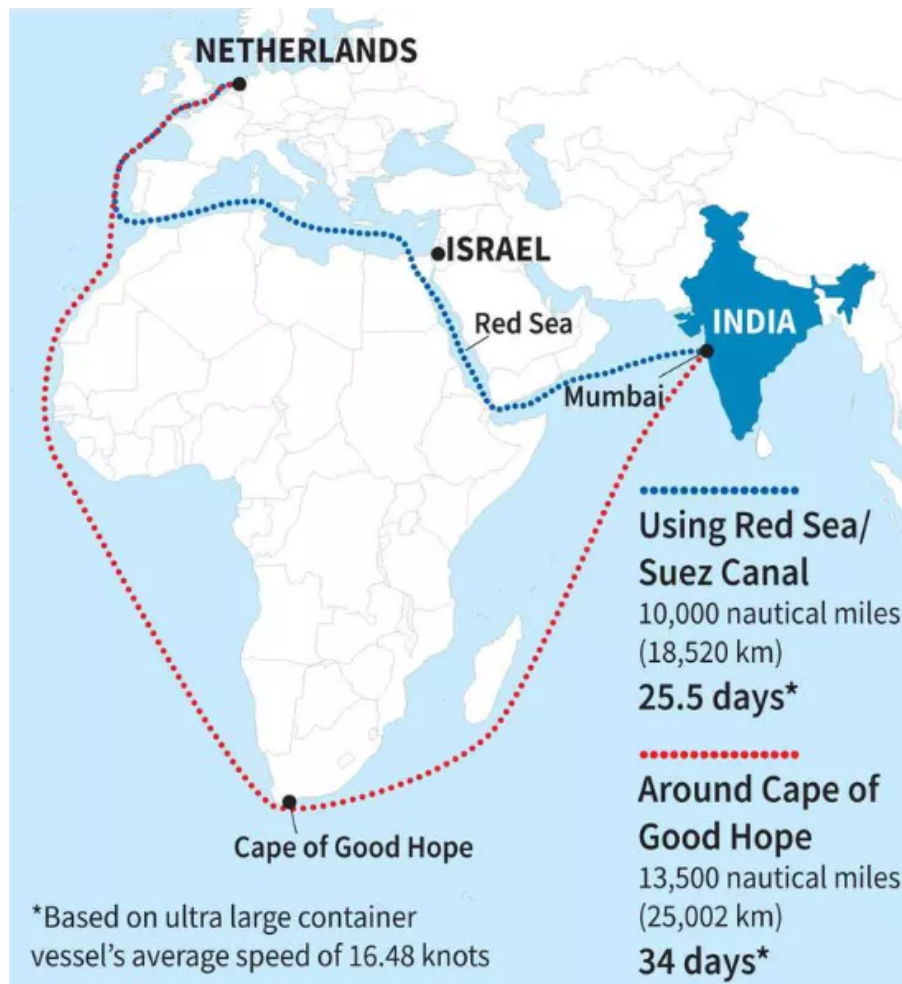 NETHERLANDS
ISRAEL
Red Sea
INDIA
Mumbai
Using Red Sea/
Suez Canal
10,000 nautical miles
(18,520 km)
25.5 days*
Around Cape of
Good Hope
13,500 nautical miles
(25,002 km)
34 days*
Cape of Good Hope
*Based on ultra large container
vessel's average speed of 16.48 knots